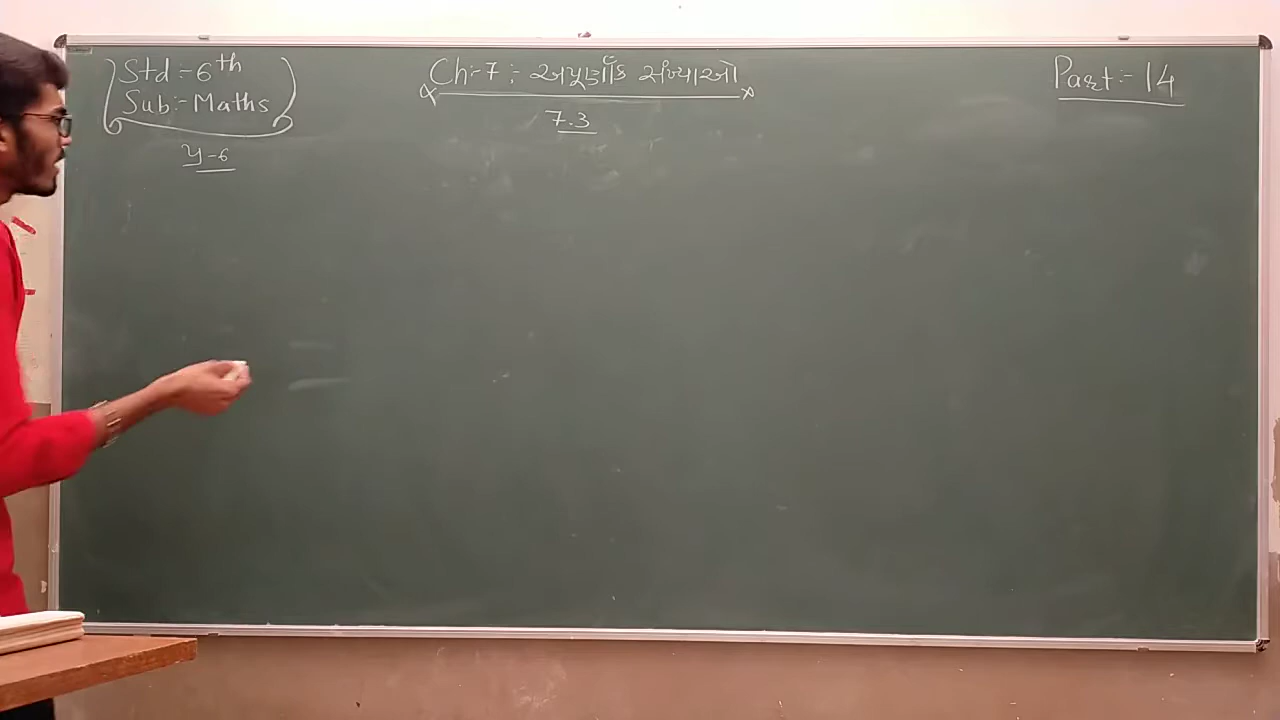 Std :- 6th
Sub :- Maths
Ch :- 7 : અપૂર્ણાંક સંખ્યાઓ
Part :- 14
7.3
પ્ર-6